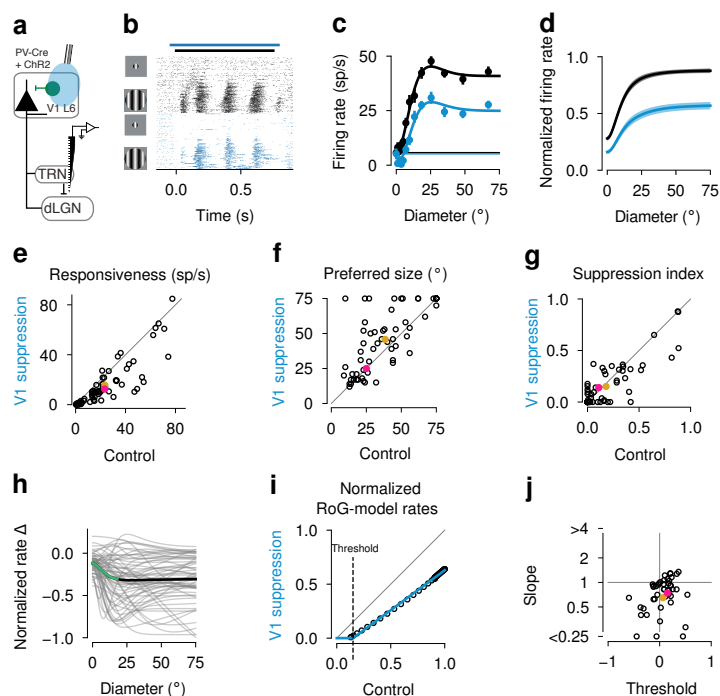 a
PV-Cre
+ ChR2
V1 L6
TRN
dLGN
b
0.0
0.5
Time (s)
c
Firing rate (sp/s)
50
25
0
0
25
50
75
Diameter (°)
d
Normalized firing rate
1.0
0.5
0.0
0
25
50
75
Diameter (°)
e
Responsiveness (sp/s)
V1 suppression
80
40
0
0
40
80
Control
f
Preferred size (°)
75
50
25
0
0
25
50
75
Control
g
Suppression index
V1 suppression
1.0
0.5
0.0
0.0
1.0
Control
h
Normalized rate Δ
0.0
−0.5
−1.0
0
25
50
75
Diameter (°)
i
Normalized
RoG-model rates
V1 suppression
1.0
0.5
0.0
Threshold
0.0
0.5
1.0
Control
j
Slope
>4
2
1
0.5
<0.25
−1
0
1
Threshold